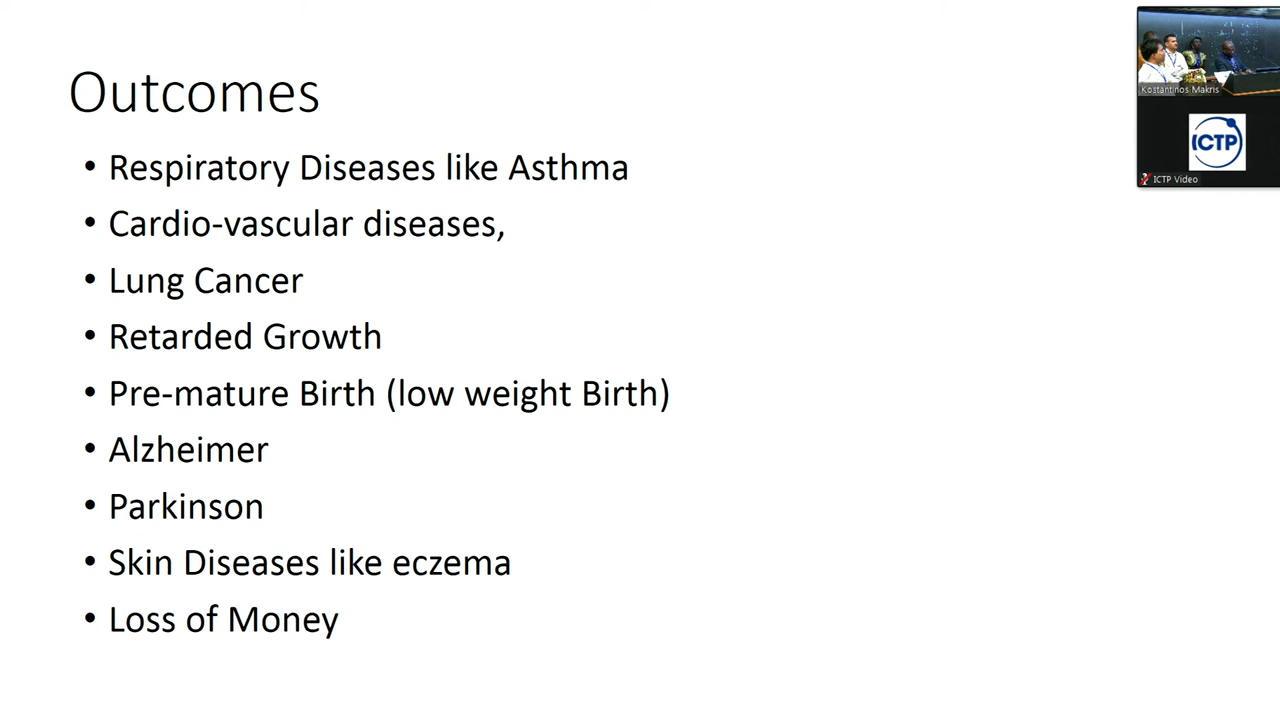 Outcomes
• Respiratory Diseases like Asthma
• Cardio-vascular diseases,
• Lung Cancer
• Retarded Growth
• Pre-mature Birth (low weight Birth)
• Alzheimer
• Parkinson
• Skin Diseases like eczema
• Loss of Money
Kostantinos Makris
ICTP
ICTP Video